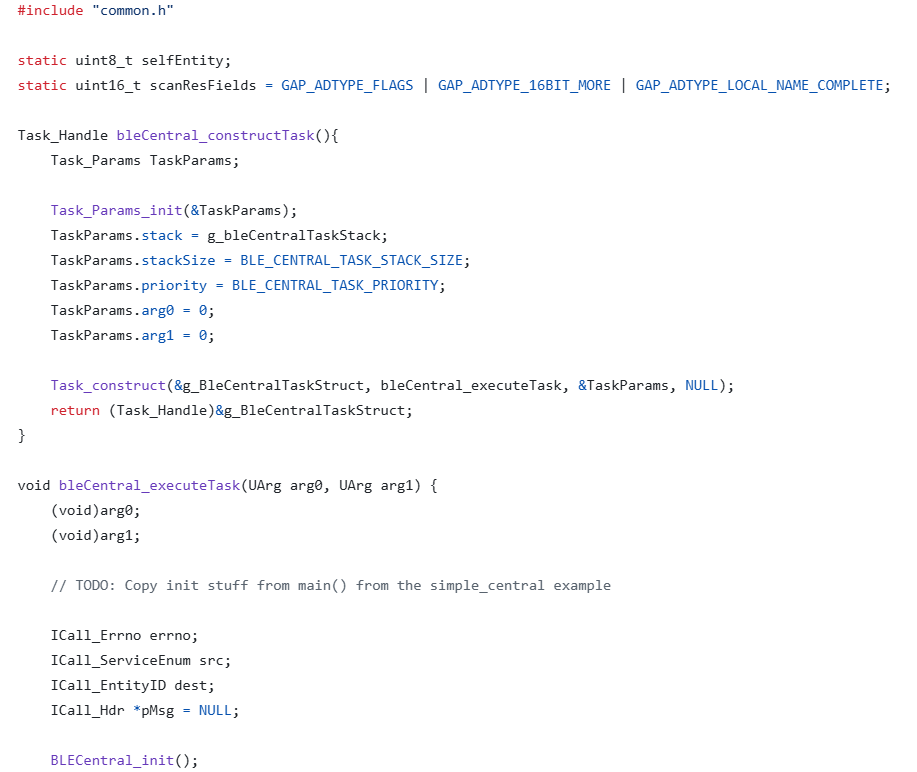 #include "common.h"
static uint8_t selfEntity;
static uint16_t scanResFields = GAP_ADTYPE_FLAGS | GAP_ADTYPE_16BIT_MORE | GAP_ADTYPE_LOCAL_NAME_COMPLETE;
Task_Handle bleCentral_constructTask(){
    Task_Params TaskParams;
    Task_Params_init(&TaskParams);
    TaskParams.stack = g_bleCentralTaskStack;
    TaskParams.stackSize = BLE_CENTRAL_TASK_STACK_SIZE;
    TaskParams.priority = BLE_CENTRAL_TASK_PRIORITY;
    TaskParams.arg0 = 0;
    TaskParams.arg1 = 0;
    Task_construct(&g_BleCentralTaskStruct, bleCentral_executeTask, &TaskParams, NULL);
    return (Task_Handle)&g_BleCentralTaskStruct;
}
void bleCentral_executeTask(UArg arg0, UArg arg1) {
    (void)arg0;
    (void)arg1;
    // TODO: Copy init stuff from main() from the simple_central example
    ICall_Errno errno;
    ICall_ServiceEnum src;
    ICall_EntityID dest;
    ICall_Hdr *pMsg = NULL;
    BLECentral_init();